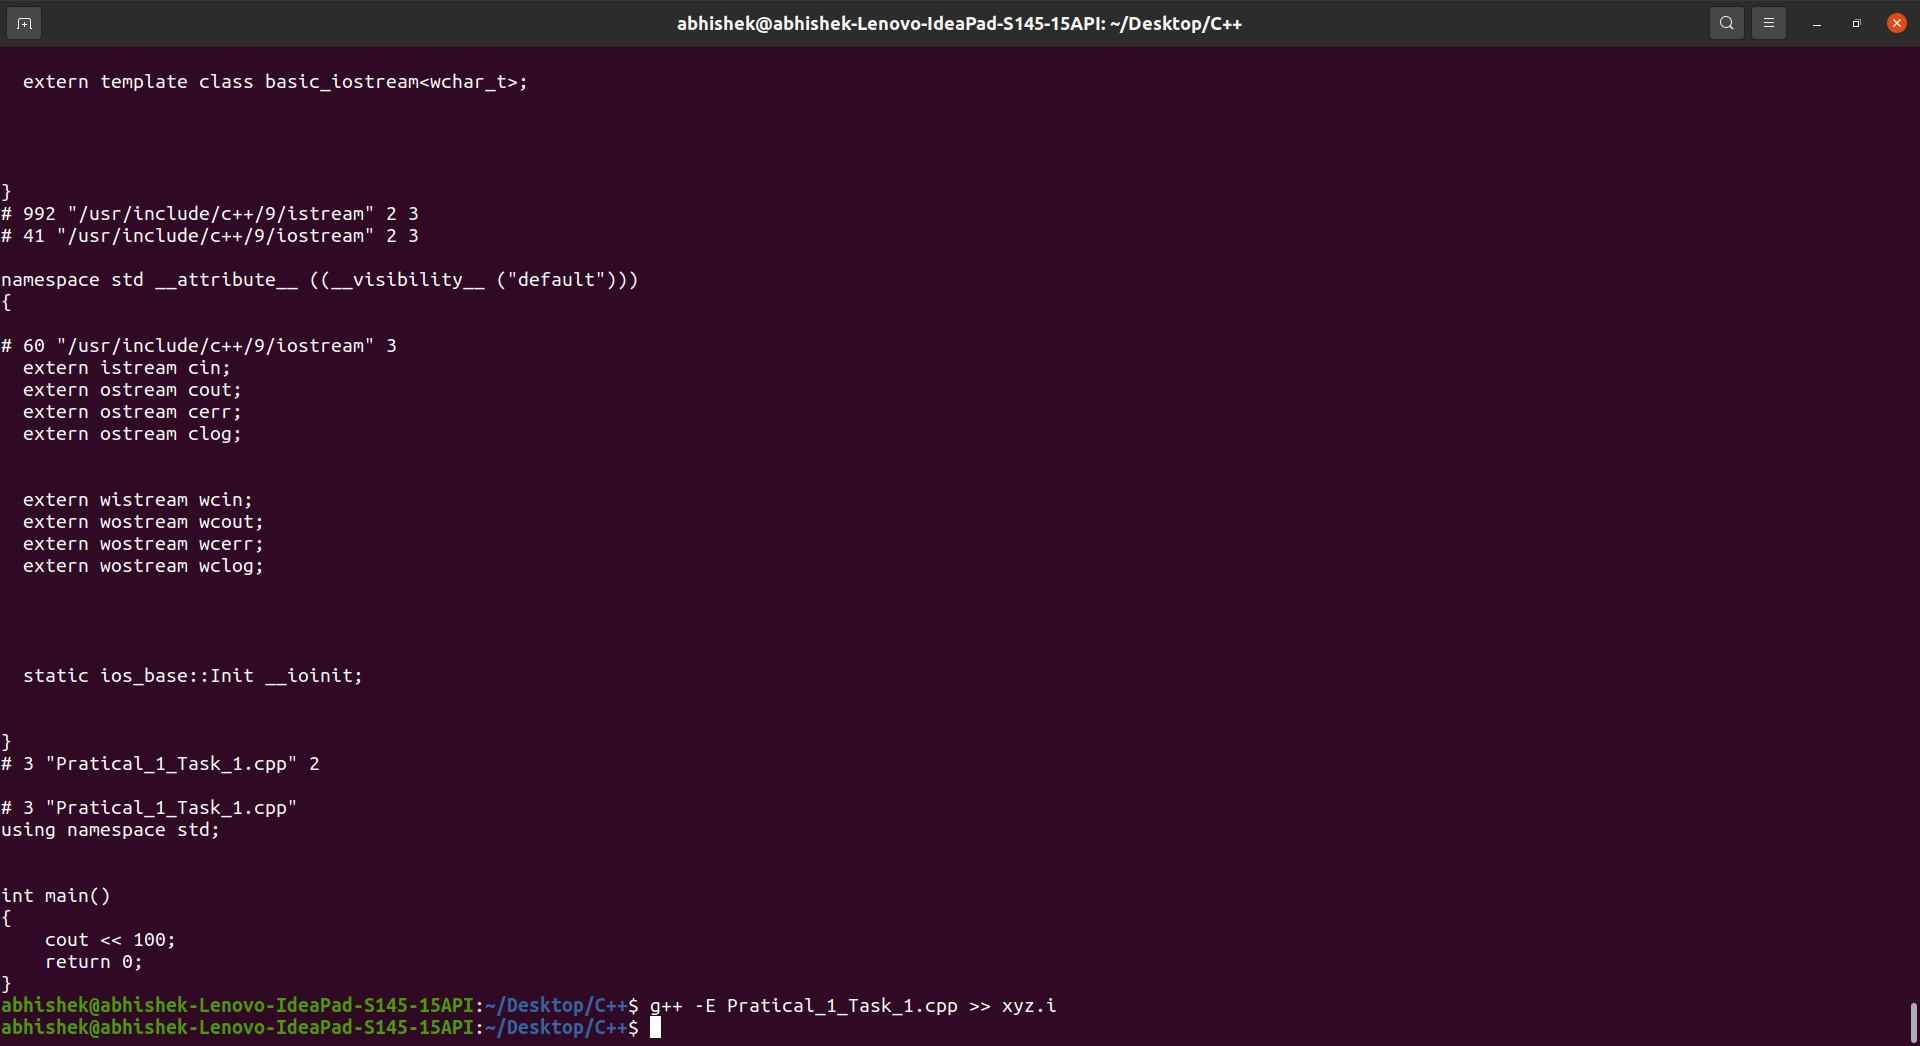 abhishek@abhishek-Lenovo-IdeaPad-S145-15API: ~/Desktop/C++
  extern template class basic_iostream<wchar_t>;
}
# 992 "/usr/include/c++/9/istream" 2 3
# 41 "/usr/include/c++/9/iostream" 2 3
namespace std __attribute__ ((__visibility__ ("default")))
{
# 60 "/usr/include/c++/9/iostream" 3
  extern istream cin;
  extern ostream cout;
  extern ostream cerr;
  extern ostream clog;
  extern wistream wcin;
  extern wostream wcout;
  extern wostream wcerr;
  extern wostream wclog;
  static ios_base::Init __ioinit;
}
# 3 "Pratical_1_Task_1.cpp" 2
# 3 "Pratical_1_Task_1.cpp"
using namespace std;
int main()
{
    cout << 100;
    return 0;
}
abhishek@abhishek-Lenovo-IdeaPad-S145-15API:~/Desktop/C++$ g++ -E Pratical_1_Task_1.cpp >> xyz.i
abhishek@abhishek-Lenovo-IdeaPad-S145-15API:~/Desktop/C++$